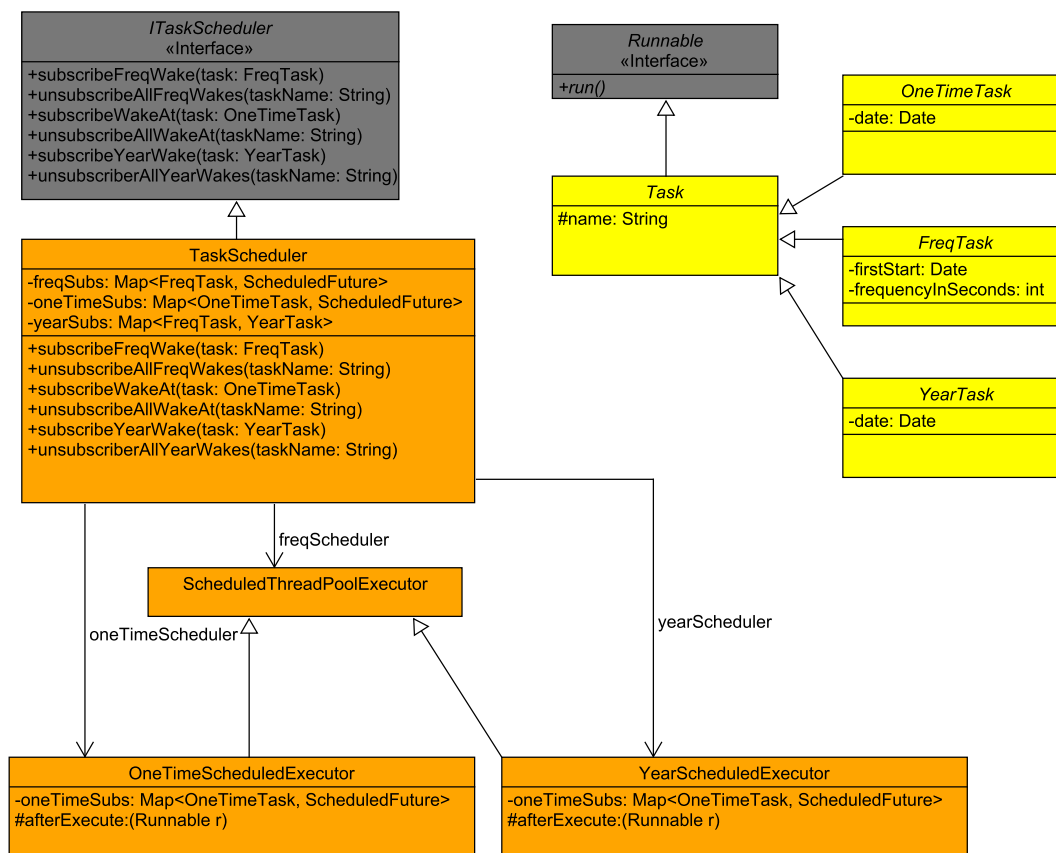 ITaskScheduler
«Interface»
+subscribeFreqWake(task: FreqTask)
+unsubscribeAllFreqWakes(taskName: String)
+subscribeWakeAt(task: OneTimeTask)
+unsubscribeAllWakeAt(taskName: String)
+subscribeYearWake(task: YearTask)
+unsubscriberAllYearWakes(taskName: String)
Runnable
«Interface»
+run()
OneTimeTask
-date: Date
Task
#name: String
FreqTask
-firstStart: Date
-frequencyInSeconds: int
YearTask
-date: Date
TaskScheduler
-freqSubs: Map<FreqTask, ScheduledFuture>
-oneTimeSubs: Map<OneTimeTask, ScheduledFuture>
-yearSubs: Map<FreqTask, YearTask>
+subscribeFreqWake(task: FreqTask)
+unsubscribeAllFreqWakes(taskName: String)
+subscribeWakeAt(task: OneTimeTask)
+unsubscribeAllWakeAt(taskName: String)
+subscribeYearWake(task: YearTask)
+unsubscriberAllYearWakes(taskName: String)
freqScheduler
ScheduledThreadPoolExecutor
oneTimeScheduler
yearScheduler
OneTimeScheduledExecutor
-oneTimeSubs: Map<OneTimeTask, ScheduledFuture>
#afterExecute:(Runnable r)
YearScheduledExecutor
-oneTimeSubs: Map<OneTimeTask, ScheduledFuture>
#afterExecute:(Runnable r)